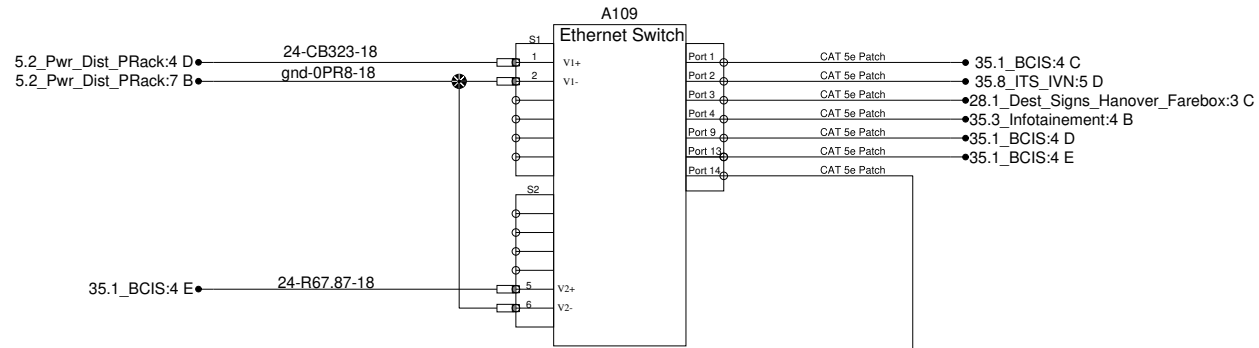 A109
Ethernet Switch
S1
5.2_Pwr_Dist_PRack:4 D
24-CB323-18
1
V1+
5.2_Pwr_Dist_PRack:7 B
gnd-0PR8-18
2
V1-
Port 1
CAT 5e Patch
35.1_BCIS:4 C
Port 2
CAT 5e Patch
35.8_ITS_IVN:5 D
Port 3
CAT 5e Patch
28.1_Dest_Signs_Hanover_Farebox:3 C
Port 4
CAT 5e Patch
35.3_Infotainement:4 B
Port 9
CAT 5e Patch
35.1_BCIS:4 D
Port 13
CAT 5e Patch
35.1_BCIS:4 E
Port 14
CAT 5e Patch
S2
35.1_BCIS:4 E
24-R67.87-18
5
V2+
6
V2-